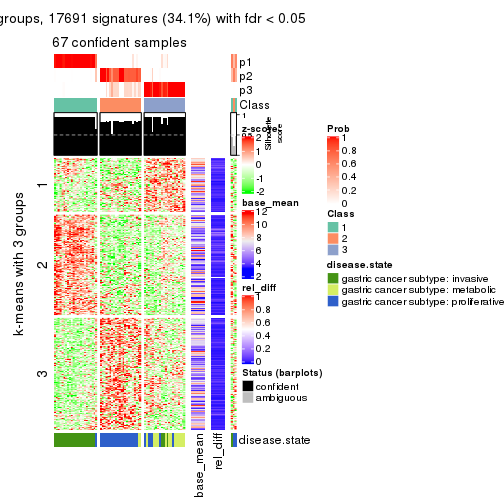 groups, 17691 signatures (34.1%) with fdr < 0.05
67 confident samples
p1
p2
p3
Class
1
Silhouette
score
z-score
2
1
0
-1
-2
base_mean
12
10
8
6
4
2
rel_diff
1
0.8
0.6
0.4
0.2
0
Status (barplots)
confident
ambiguous
Prob
1
0.8
0.6
0.4
0.2
0
Class
1
2
3
disease.state
gastric cancer subtype: invasive
gastric cancer subtype: metabolic
gastric cancer subtype: proliferative
k-means with 3 groups
1
2
3
disease.state
base_mean
rel_diff